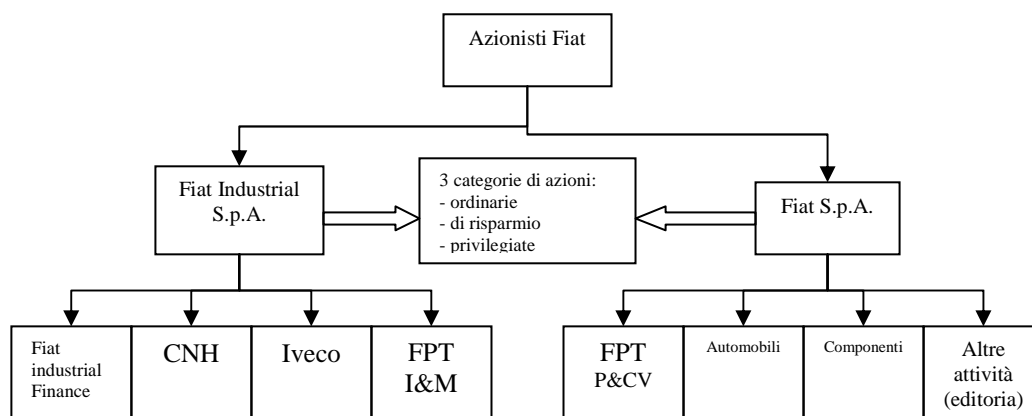 Azionisti Fiat
Fiat Industrial
S.p.A.
3 categorie di azioni:
- ordinarie
- di risparmio
- privilegiate
Fiat S.p.A.
Fiat
industrial
Finance
CNH
Iveco
FPT
I&M
FPT
P&CV
Automobili
Componenti
Altre
attività
(editoria)